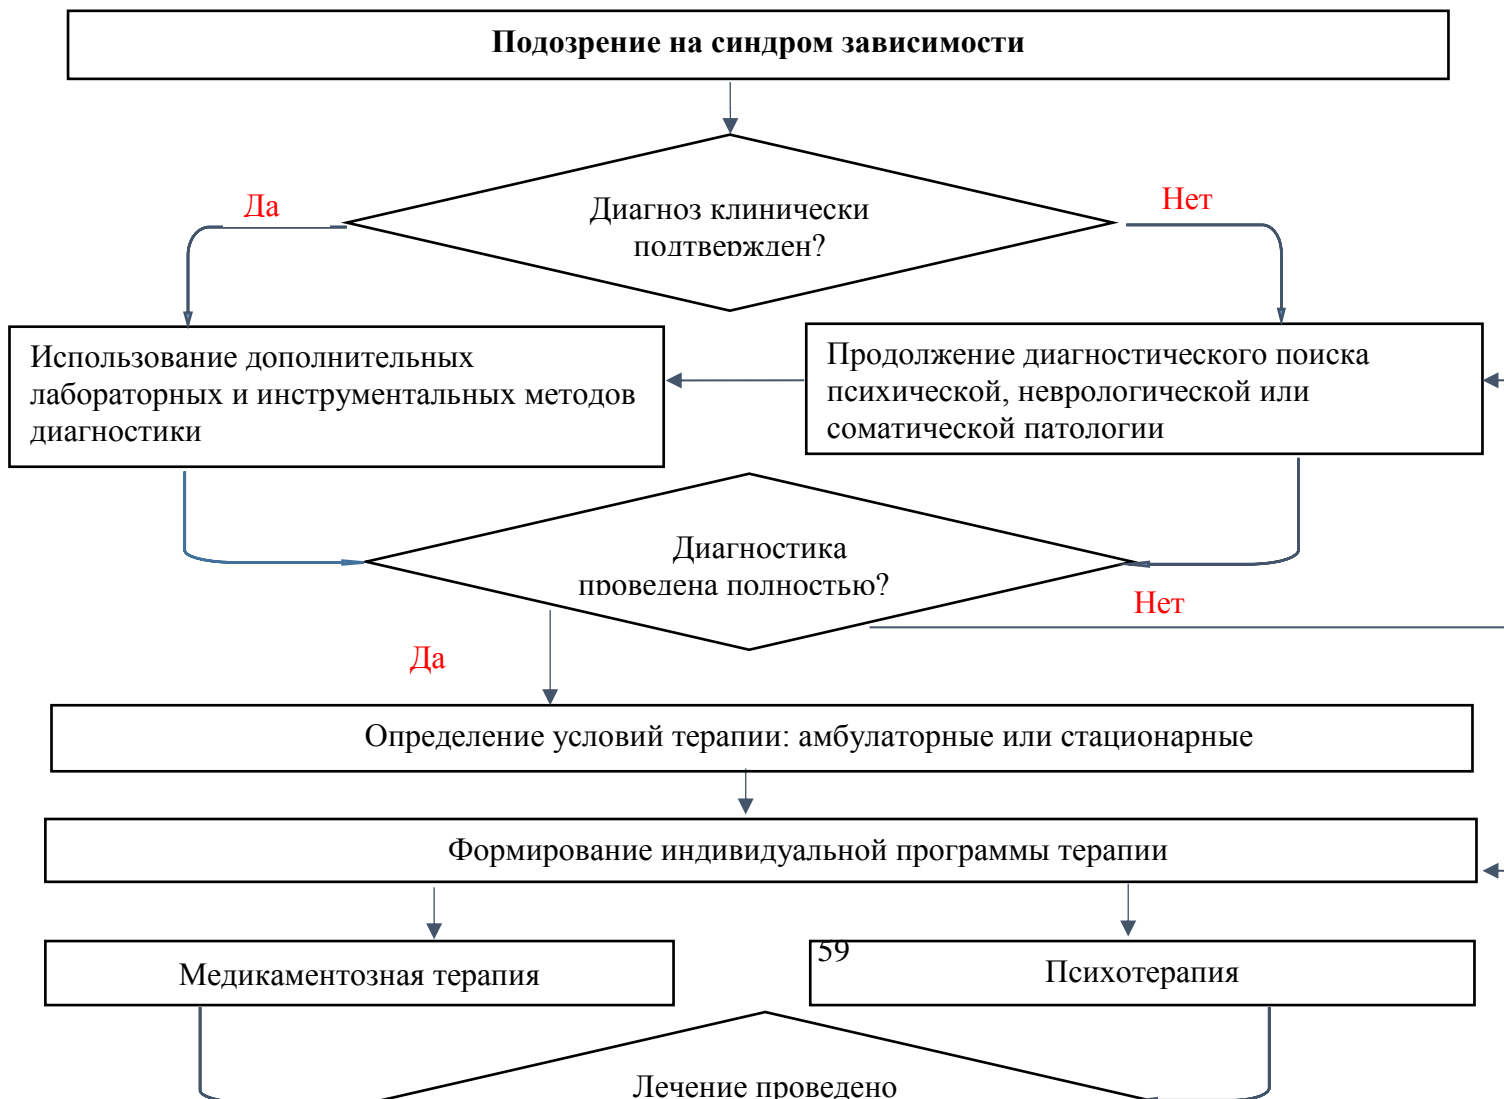 Подозрение на синдром зависимости
Да
Нет
Диагноз клинически
подтвержден?
Использование дополнительных
лабораторных и инструментальных методов
диагностики
Продолжение диагностического поиска
психической, неврологической или
соматической патологии
Диагностика
проведена полностью?
Нет
Да
Определение условий терапии: амбулаторные или стационарные
Формирование индивидуальной программы терапии
59
Медикаментозная терапия
Психотерапия
Лечение проведено